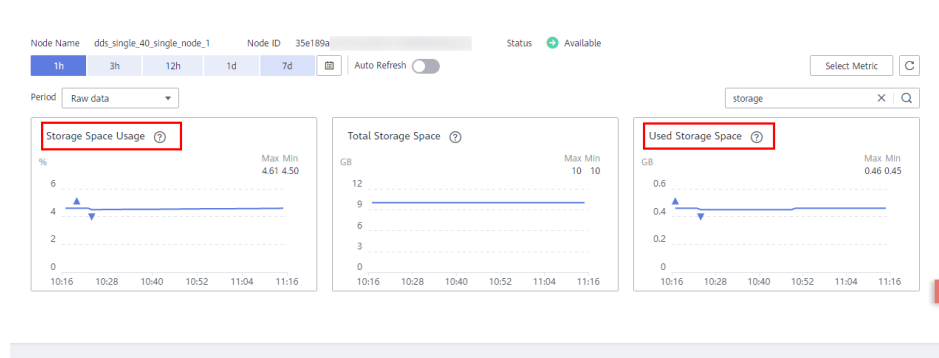 Node Name dds_single_40_single_node_1 Node ID 35e189a Status Available
1h 3h 12h 1d 7d Auto Refresh Select Metric
Period Raw data storage
Storage Space Usage
%
Max Min
4.61 4.50
6
4
2
0
10:16 10:28 10:40 10:52 11:04 11:16
Total Storage Space
GB
Max Min
10 10
12
9
6
3
0
10:16 10:28 10:40 10:52 11:04 11:16
Used Storage Space
GB
Max Min
0.46 0.45
0.6
0.4
0.2
0
10:16 10:28 10:40 10:52 11:04 11:16